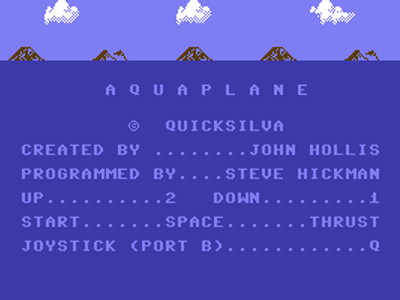 A Q U A P L A N E
© QUICKSILVA
CREATED BY ........JOHN HOLLIS
PROGRAMMED BY....STEVE HICKMAN
UP..........2 DOWN.........1
START.......SPACE.......THRUST
JOYSTICK (PORT B)............Q